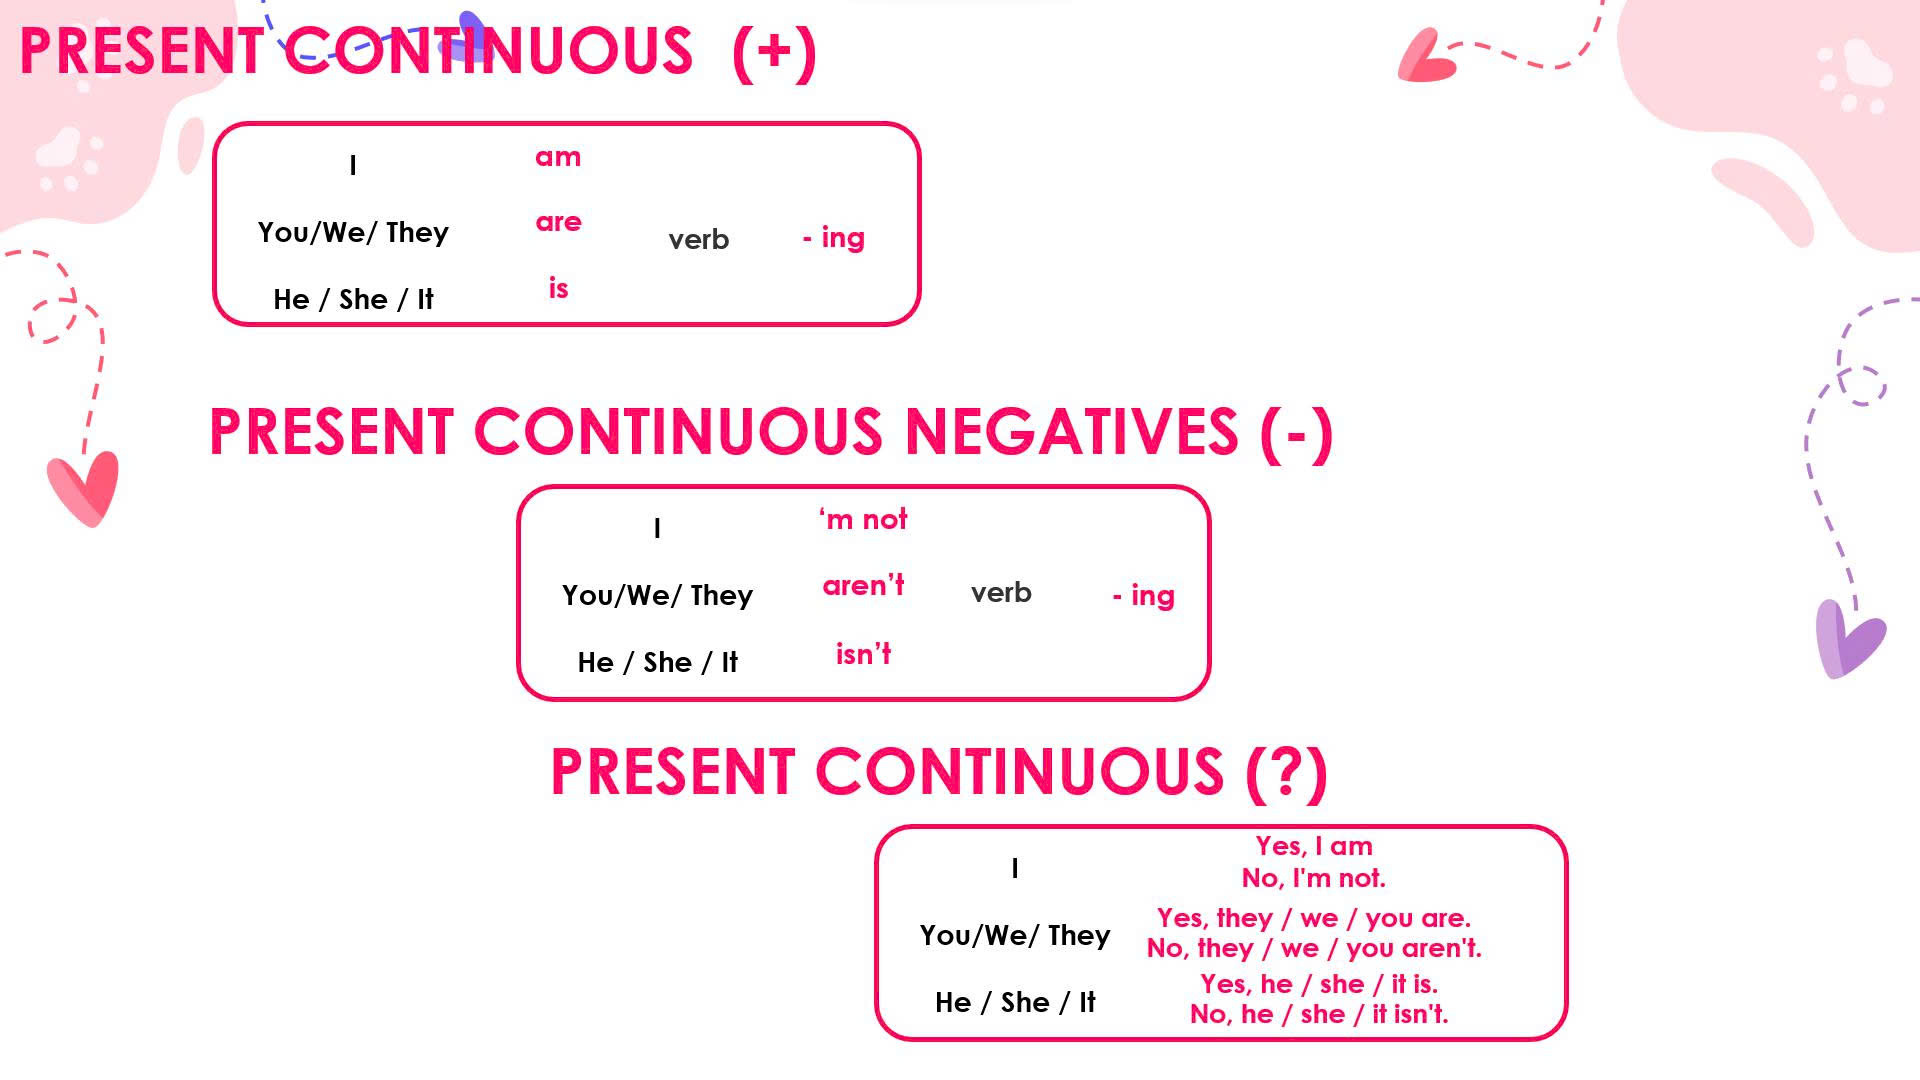 PRESENT CONTINUOUS (+)
I am
You/We/ They are verb - ing
He / She / It is
PRESENT CONTINUOUS NEGATIVES (-)
I ‘m not
You/We/ They aren’t verb - ing
He / She / It isn’t
PRESENT CONTINUOUS (?)
I
Yes, I am
No, I'm not.
You/We/ They
Yes, they / we / you are.
No, they / we / you aren't.
He / She / It
Yes, he / she / it is.
No, he / she / it isn't.